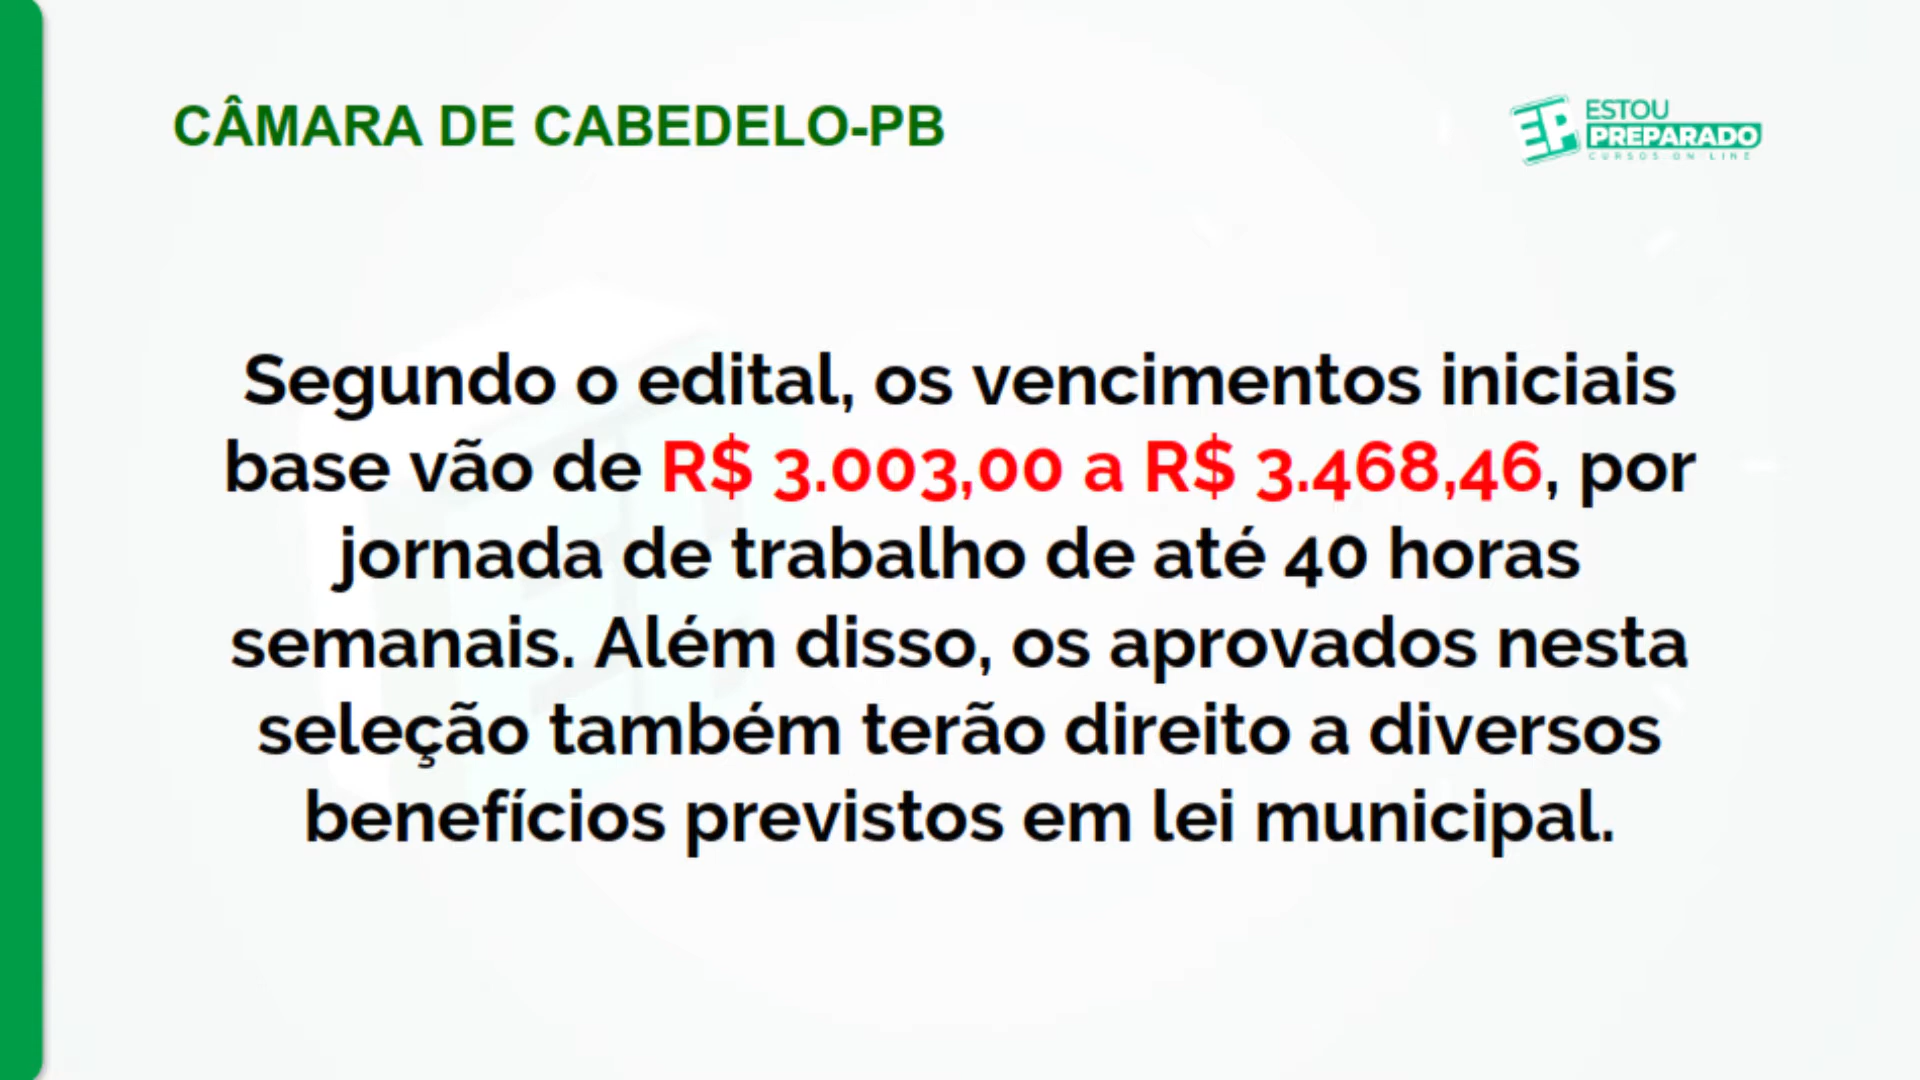 CÂMARA DE CABEDELO-PB
EP
ESTOU
PREPARADO
CURSOS ON-LINE
Segundo o edital, os vencimentos iniciais
base vão de R$ 3.003,00 a R$ 3.468,46, por
jornada de trabalho de até 40 horas
semanais. Além disso, os aprovados nesta
seleção também terão direito a diversos
benefícios previstos em lei municipal.